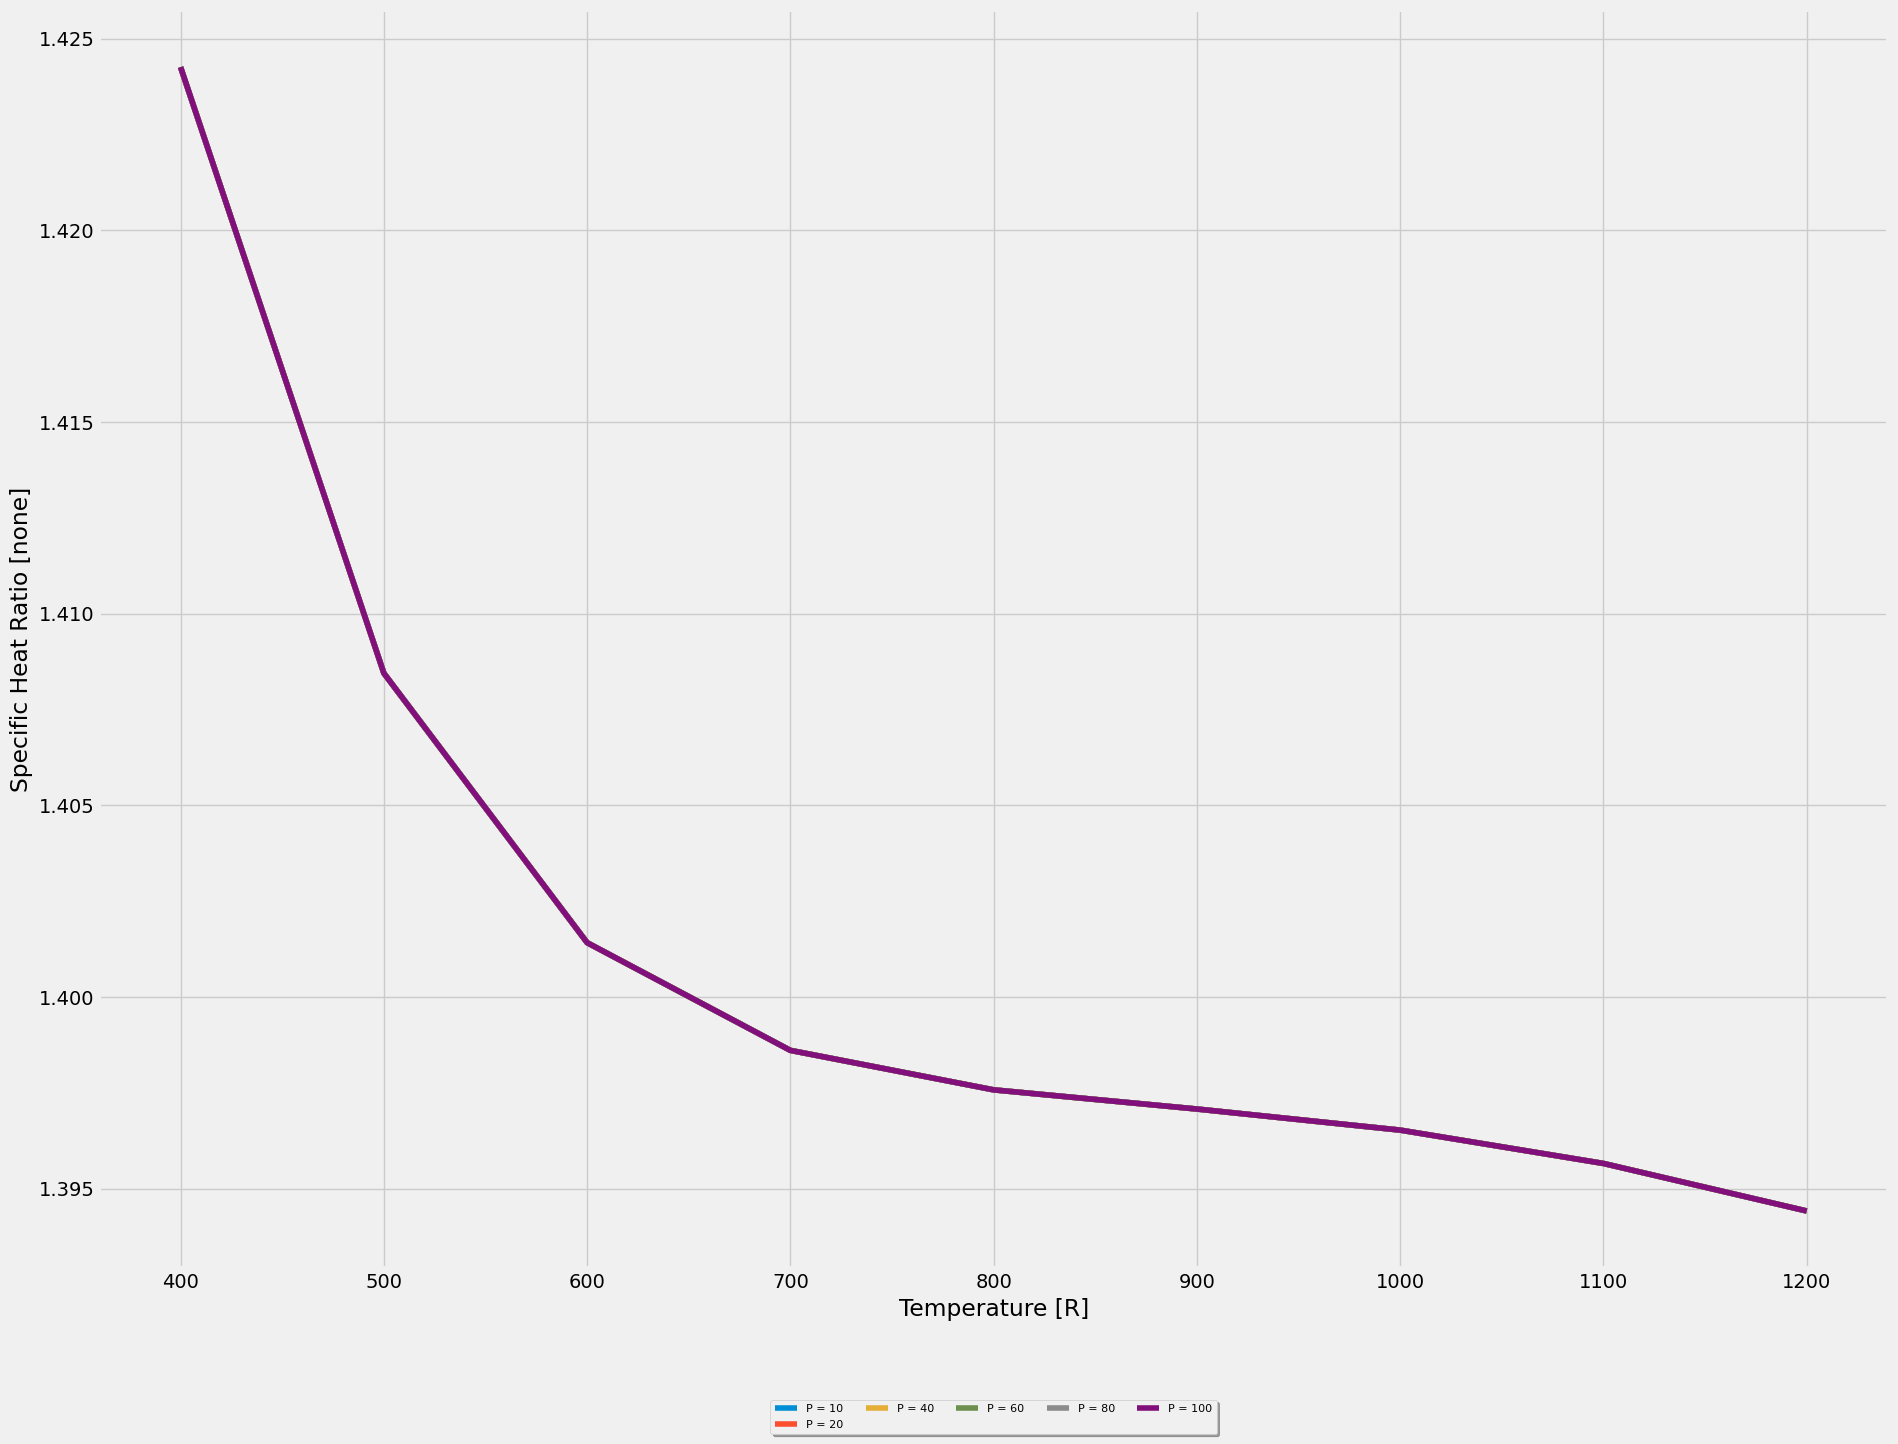 1.425
1.420
1.415
1.410
1.405
1.400
1.395
Specific Heat Ratio [none]
400 500 600 700 800 900 1000 1100 1200
Temperature [R]
P = 10 P = 40 P = 60 P = 80 P = 100
P = 20